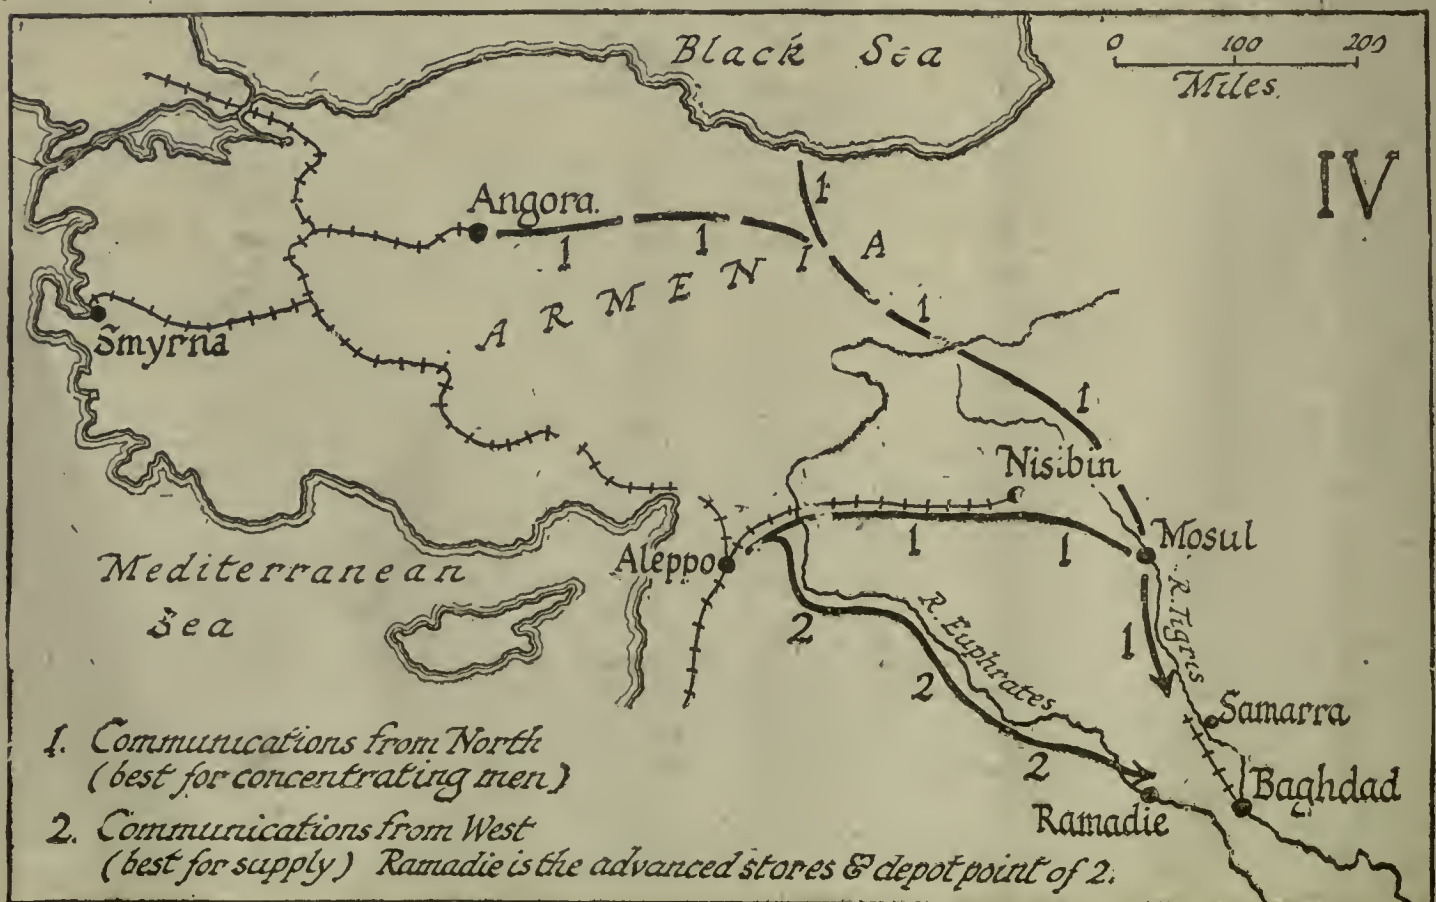 Black Sea
0 100 200
Miles.
IV
Angora.
1
1
1
1
ARMENIA
1
1
Smyrna
Nisibin
Mosul
1
1
Aleppo
Mediterranean
Sea
R. Tigris
R. Euphrates
1
2
2
2
Samarra
Baghdad
Ramadie
1. Communications from North
(best for concentrating men)
2. Communications from West
(best for supply) Ramadie is the advanced stores & depot point of 2.